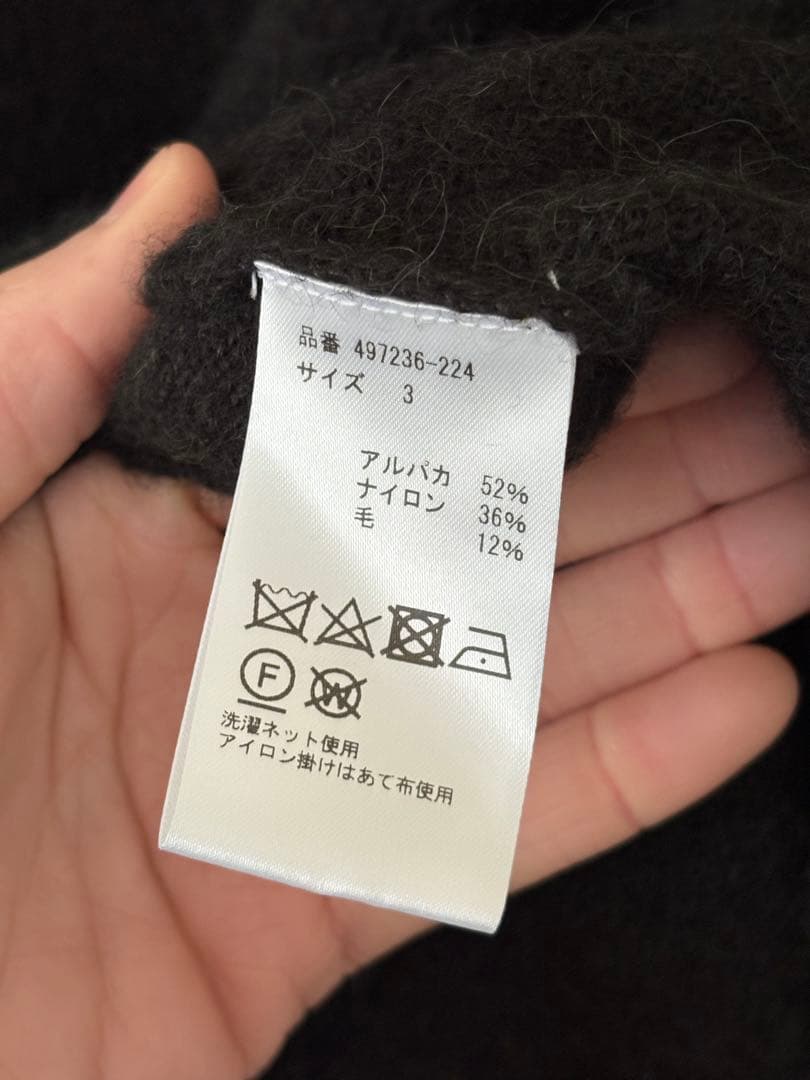 品番 497236-224
サイズ 3
アルパカ 52%
ナイロン 36%
毛 12%
F W
洗濯ネット使用
アイロン掛けはあて布使用